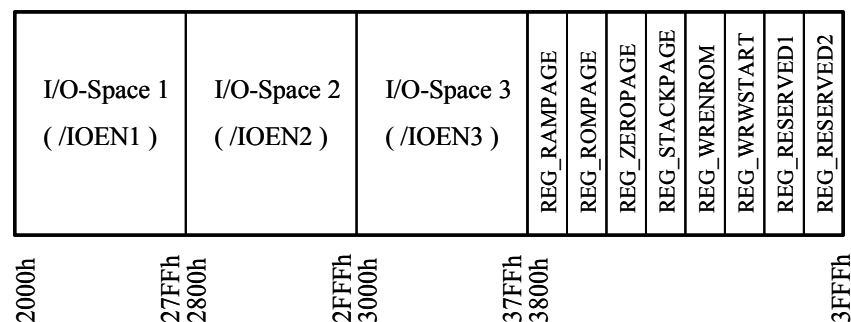 I/O-Space 1
( /IOEN1 )
I/O-Space 2
( /IOEN2 )
I/O-Space 3
( /IOEN3 )
REG_RAMPAGE
REG_ROMPAGE
REG_ZEROPAGE
REG_STACKPAGE
REG_WRENROM
REG_WRWSTART
REG_RESERVED1
REG_RESERVED2
2000h
27FFh
2800h
2FFFh
3000h
37FFh
3800h
3FFFh